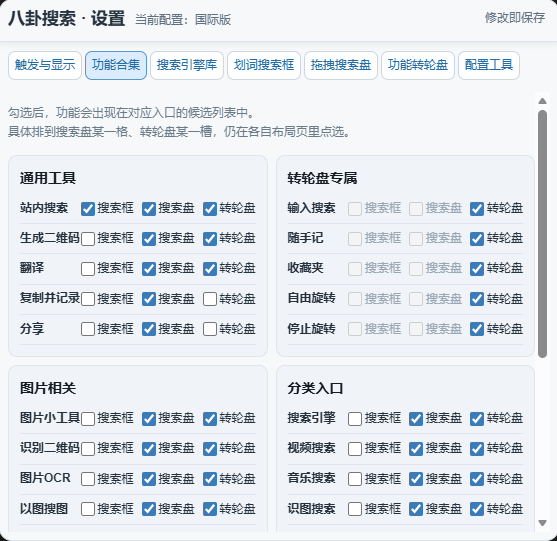 八卦搜索 · 设置 当前配置：国际版 修改即保存
触发与显示 功能合集 搜索引擎库 划词搜索框 拖拽搜索盘 功能转轮盘 配置工具
勾选后，功能会出现在对应入口的候选列表中。
具体排到搜索盘某一格、转轮盘某一槽，仍在各自布局页里点选。
通用工具
站内搜索 搜索框 搜索盘 转轮盘
生成二维码 搜索框 搜索盘 转轮盘
翻译 搜索框 搜索盘 转轮盘
复制并记录 搜索框 搜索盘 转轮盘
分享 搜索框 搜索盘 转轮盘
转轮盘专属
输入搜索 搜索框 搜索盘 转轮盘
随手记 搜索框 搜索盘 转轮盘
收藏夹 搜索框 搜索盘 转轮盘
自由旋转 搜索框 搜索盘 转轮盘
停止旋转 搜索框 搜索盘 转轮盘
图片相关
图片小工具 搜索框 搜索盘 转轮盘
识别二维码 搜索框 搜索盘 转轮盘
图片OCR 搜索框 搜索盘 转轮盘
以图搜图 搜索框 搜索盘 转轮盘
分类入口
搜索引擎 搜索框 搜索盘 转轮盘
视频搜索 搜索框 搜索盘 转轮盘
音乐搜索 搜索框 搜索盘 转轮盘
识图搜索 搜索框 搜索盘 转轮盘